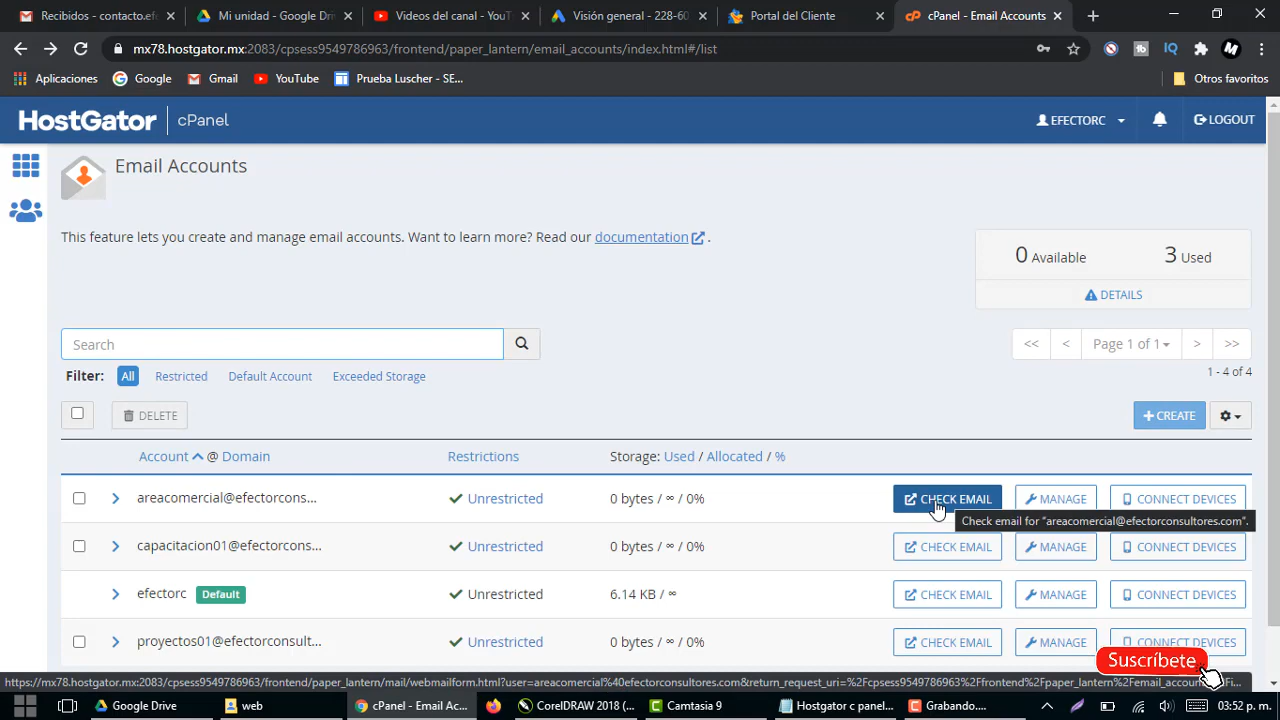 Recibidos - contacto.ef
Mi unidad - Google Dri
Videos del canal - YouT
Visión general - 228-60
Portal del Cliente
cPanel - Email Accounts
mx78.hostgator.mx:2083/cpsess9549786963/frontend/paper_lantern/email_accounts/index.html#/list
Aplicaciones
Google
Gmail
YouTube
Prueba Luscher - SE...
Otros favoritos
HostGator
cPanel
EFECTORC
LOGOUT
Email Accounts
This feature lets you create and manage email accounts. Want to learn more? Read our documentation .
0 Available
3 Used
DETAILS
Search
<<
<
Page 1 of 1
>
>>
Filter:
All
Restricted
Default Account
Exceeded Storage
1 - 4 of 4
DELETE
+ CREATE
Account @ Domain
Restrictions
Storage: Used / Allocated / %
areacomercial@efectorcons...
Unrestricted
0 bytes / ∞ / 0%
CHECK EMAIL
MANAGE
CONNECT DEVICES
Check email for “areacomercial@efectorconsultores.com”.
capacitacion01@efectorcons...
Unrestricted
0 bytes / ∞ / 0%
CHECK EMAIL
MANAGE
CONNECT DEVICES
efectorc
Default
Unrestricted
6.14 KB / ∞
CHECK EMAIL
MANAGE
CONNECT DEVICES
proyectos01@efectorconsult...
Unrestricted
0 bytes / ∞ / 0%
CHECK EMAIL
MANAGE
CONNECT DEVICES
Suscríbete
https://mx78.hostgator.mx:2083/cpsess9549786963/frontend/paper_lantern/mail/webmailform.html?user=areacomercial%40efectorconsultores.com&return_request_uri=%2Fcpsess9549786963%2Ffrontend%2Fpaper_lantern%2Femail_accou
Google Drive
web
cPanel - Email Ac...
CorelDRAW 2018 (...
Camtasia 9
Hostgator c panel...
Grabando....
03:52 p. m.